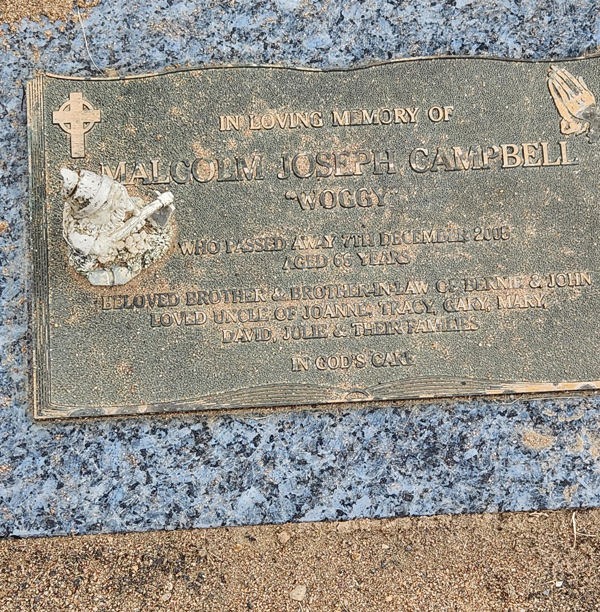 IN LOVING MEMORY OF
MALCOLM JOSEPH CAMPBELL
"WOGGY"
WHO PASSED AWAY 7TH DECEMBER
AGED 66 YEARS
BELOVED BROTHER & BROTHER-IN-LAW OF BENNIE & JOHN
LOVED UNCLE OF JOANNE, TRACY, GARY, MARY,
DAVID, JULIE & THEIR FAMILIES
IN GOD'S CARE